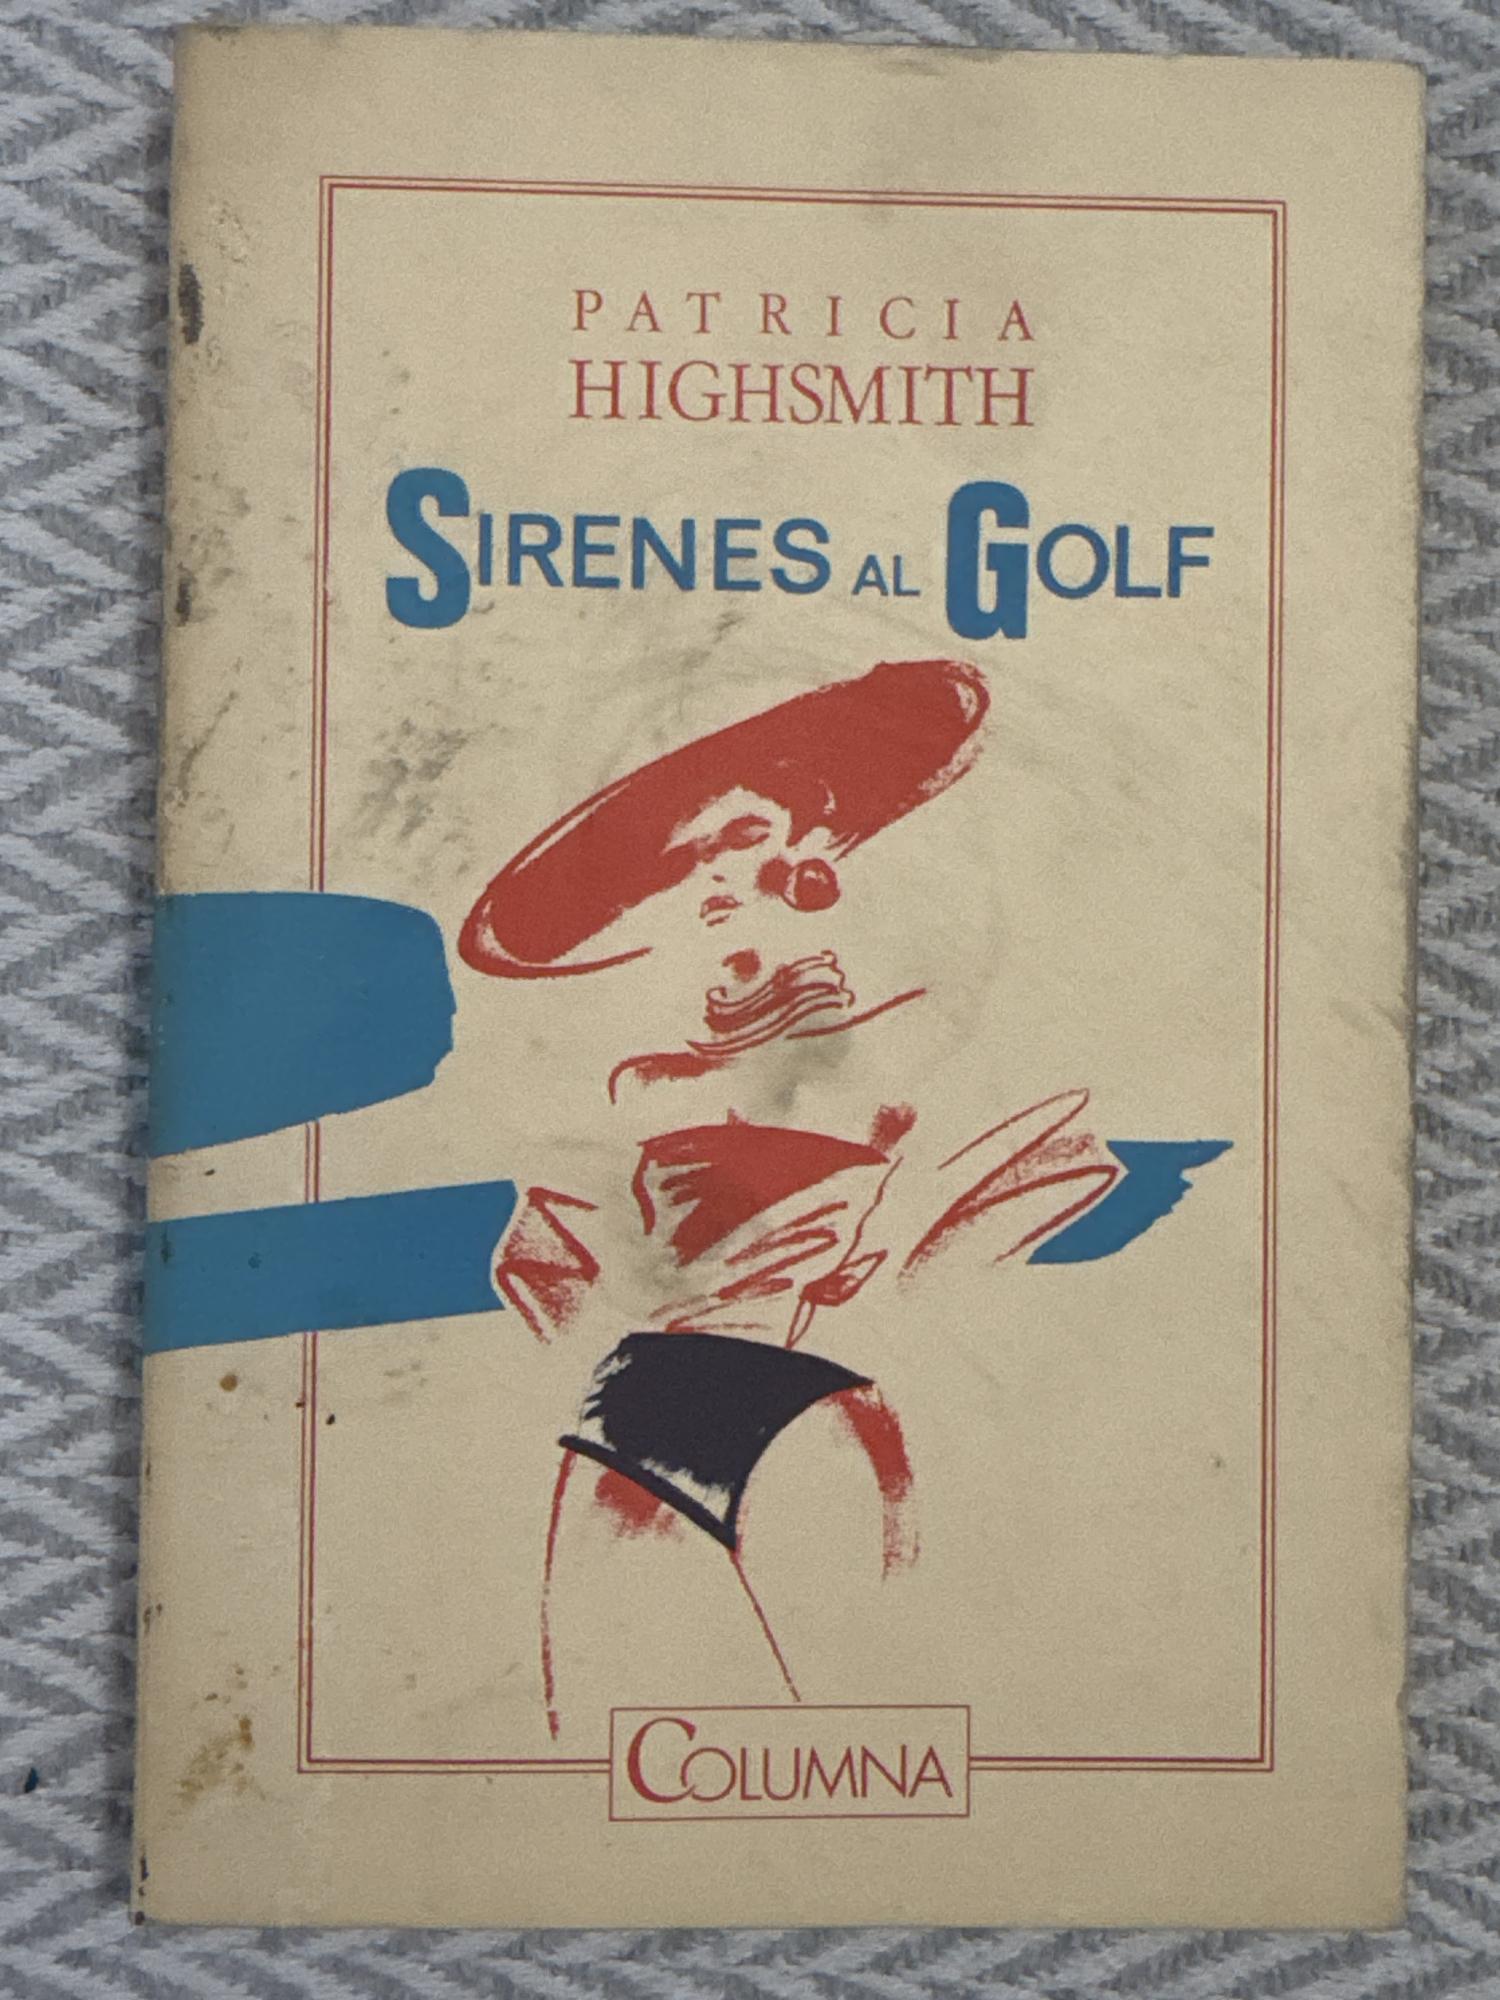 PATRICIA
HIGHSMITH
SIRENES AL GOLF
COLUMNA